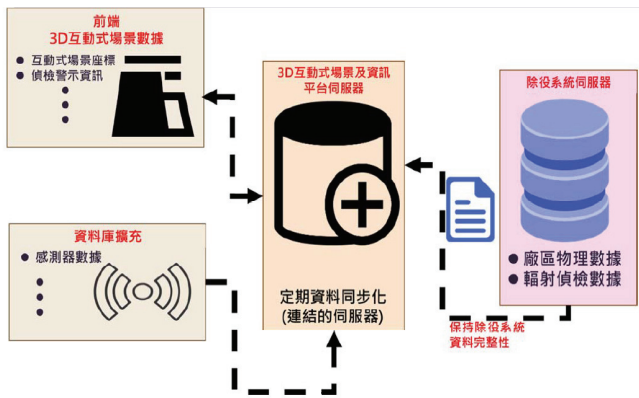 前端
3D互動式場景數據
● 互動式場景座標
● 偵檢警示資訊
●
●
●
資料庫擴充
● 感測器數據
●
●
●
3D互動式場景及資訊
平台伺服器
定期資料同步化
(連結的伺服器)
除役系統伺服器
● 廠區物理數據
● 輻射偵檢數據
保持除役系統
資料完整性